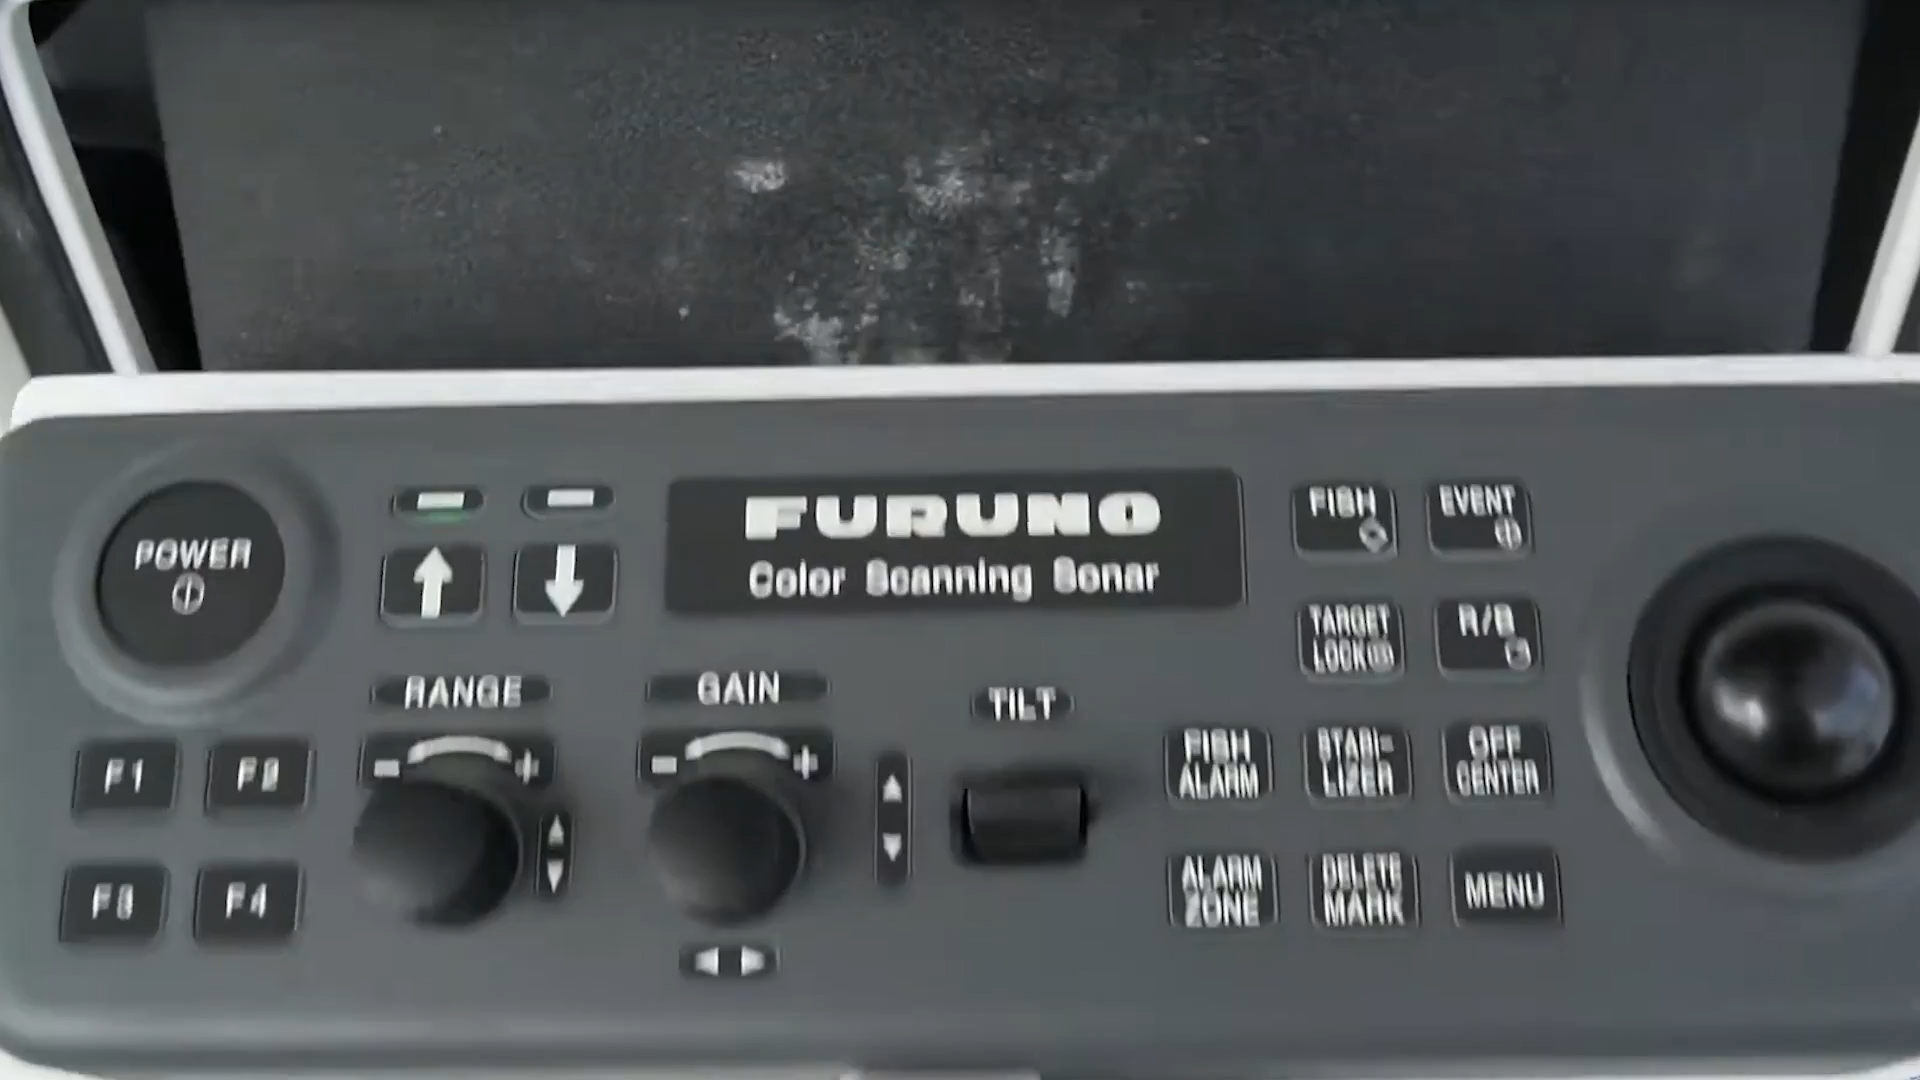 FURUNO
Color Scanning Sonar
POWER
FISH
EVENT
TARGET
LOCK
R/B
RANGE
GAIN
TILT
- +
- +
F1
F2
FISH
ALARM
STABI-
LIZER
OFF
CENTER
F3
F4
ALARM
ZONE
DELETE
MARK
MENU